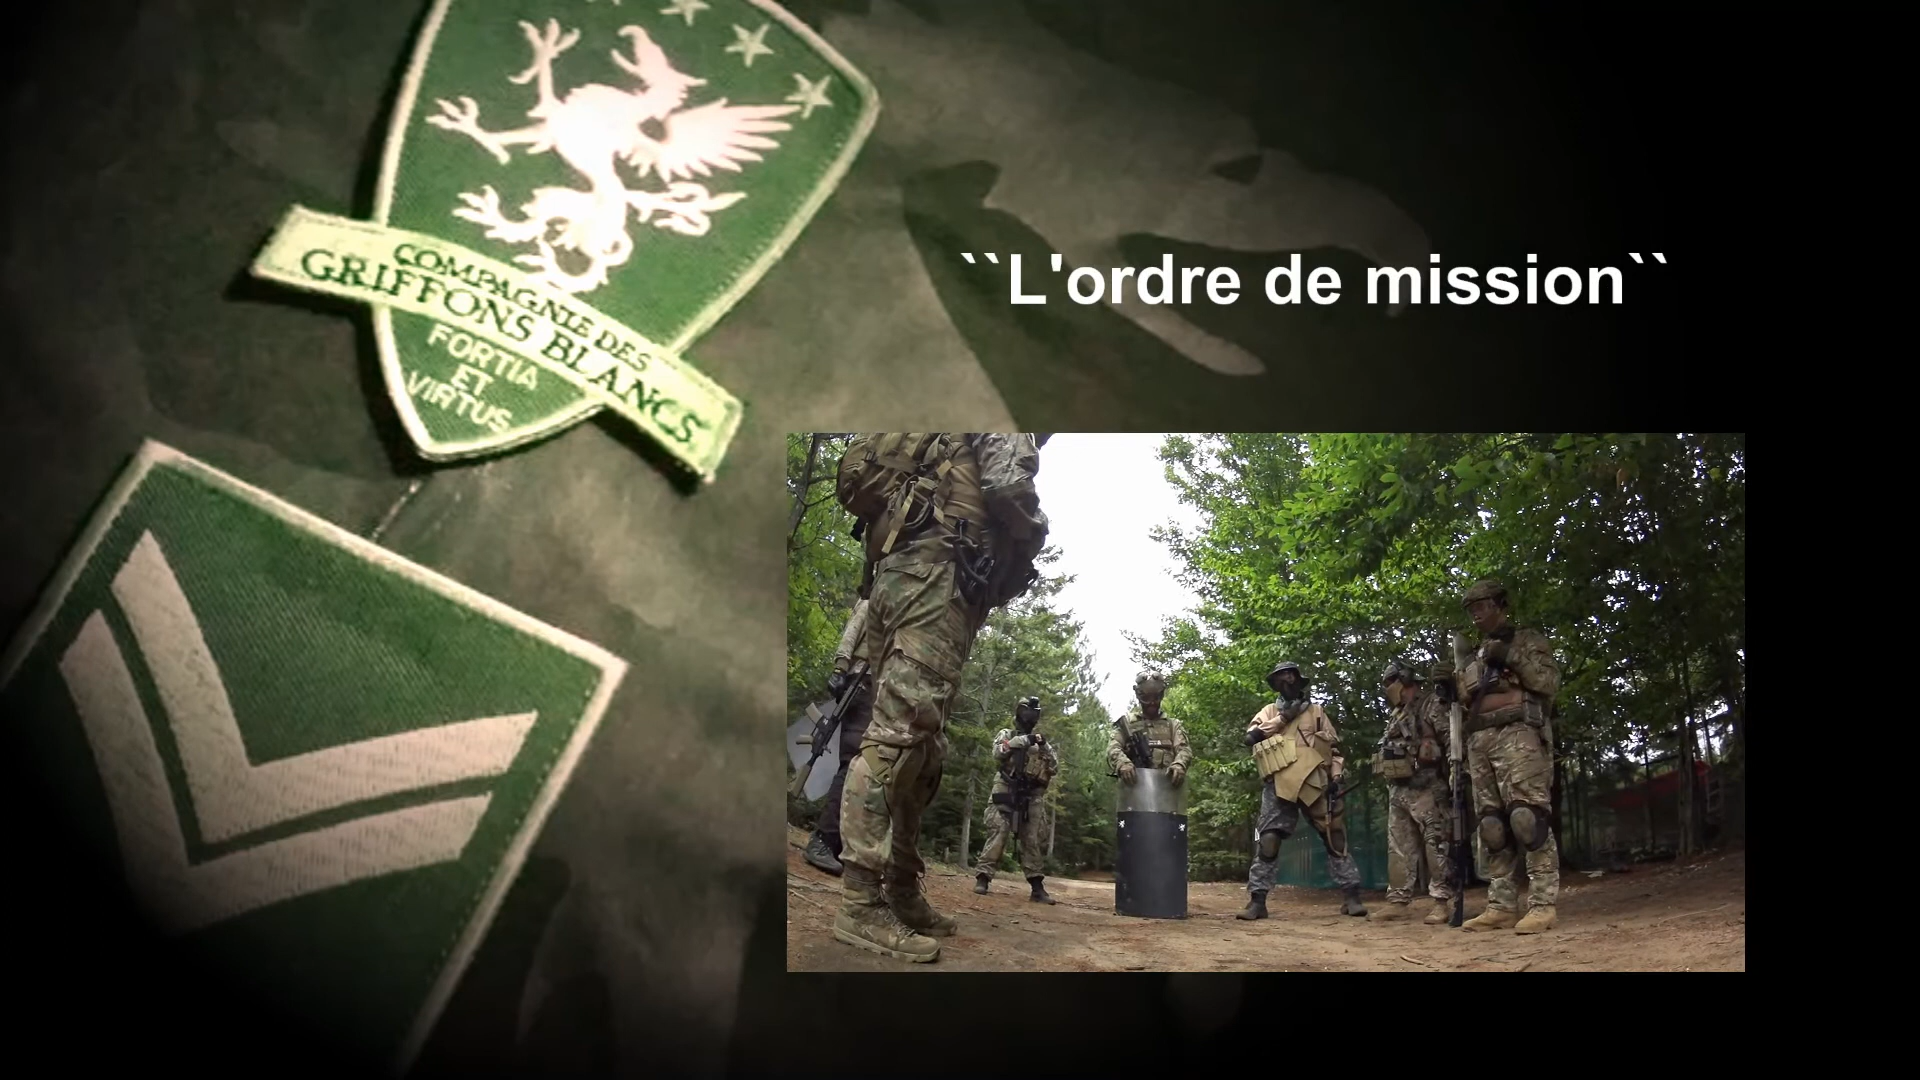 COMPAGNIE DES
GRIFFONS BLANCS
FORTIA
ET
VIRTUS
``L'ordre de mission``